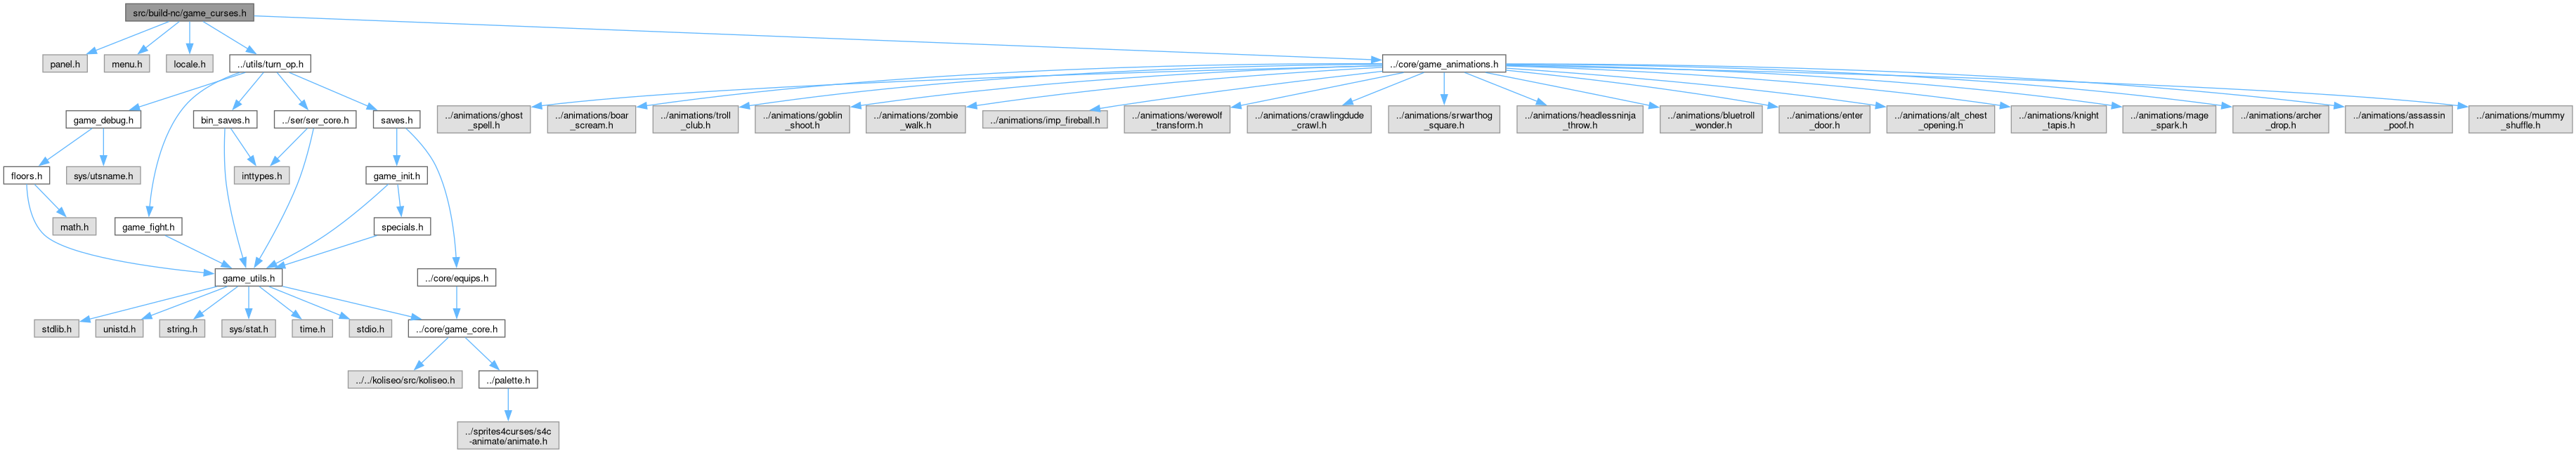 src/build-nc/game_curses.h
panel.h
menu.h
locale.h
../utils/turn_op.h
../core/game_animations.h
game_debug.h
bin_saves.h
../ser/ser_core.h
saves.h
../animations/ghost
_spell.h
../animations/boar
_scream.h
../animations/troll
_club.h
../animations/goblin
_shoot.h
../animations/zombie
_walk.h
../animations/imp_fireball.h
../animations/werewolf
_transform.h
../animations/crawlingdude
_crawl.h
../animations/srwarthog
_square.h
../animations/headlessninja
_throw.h
../animations/bluetroll
_wonder.h
../animations/enter
_door.h
../animations/alt_chest
_opening.h
../animations/knight
_tapis.h
../animations/mage
_spark.h
../animations/archer
_drop.h
../animations/assassin
_poof.h
../animations/mummy
_shuffle.h
floors.h
sys/utsname.h
inttypes.h
game_init.h
math.h
game_fight.h
specials.h
game_utils.h
../core/equips.h
stdlib.h
unistd.h
string.h
sys/stat.h
time.h
stdio.h
../core/game_core.h
../../koliseo/src/koliseo.h
../palette.h
../sprites4curses/s4c
-animate/animate.h